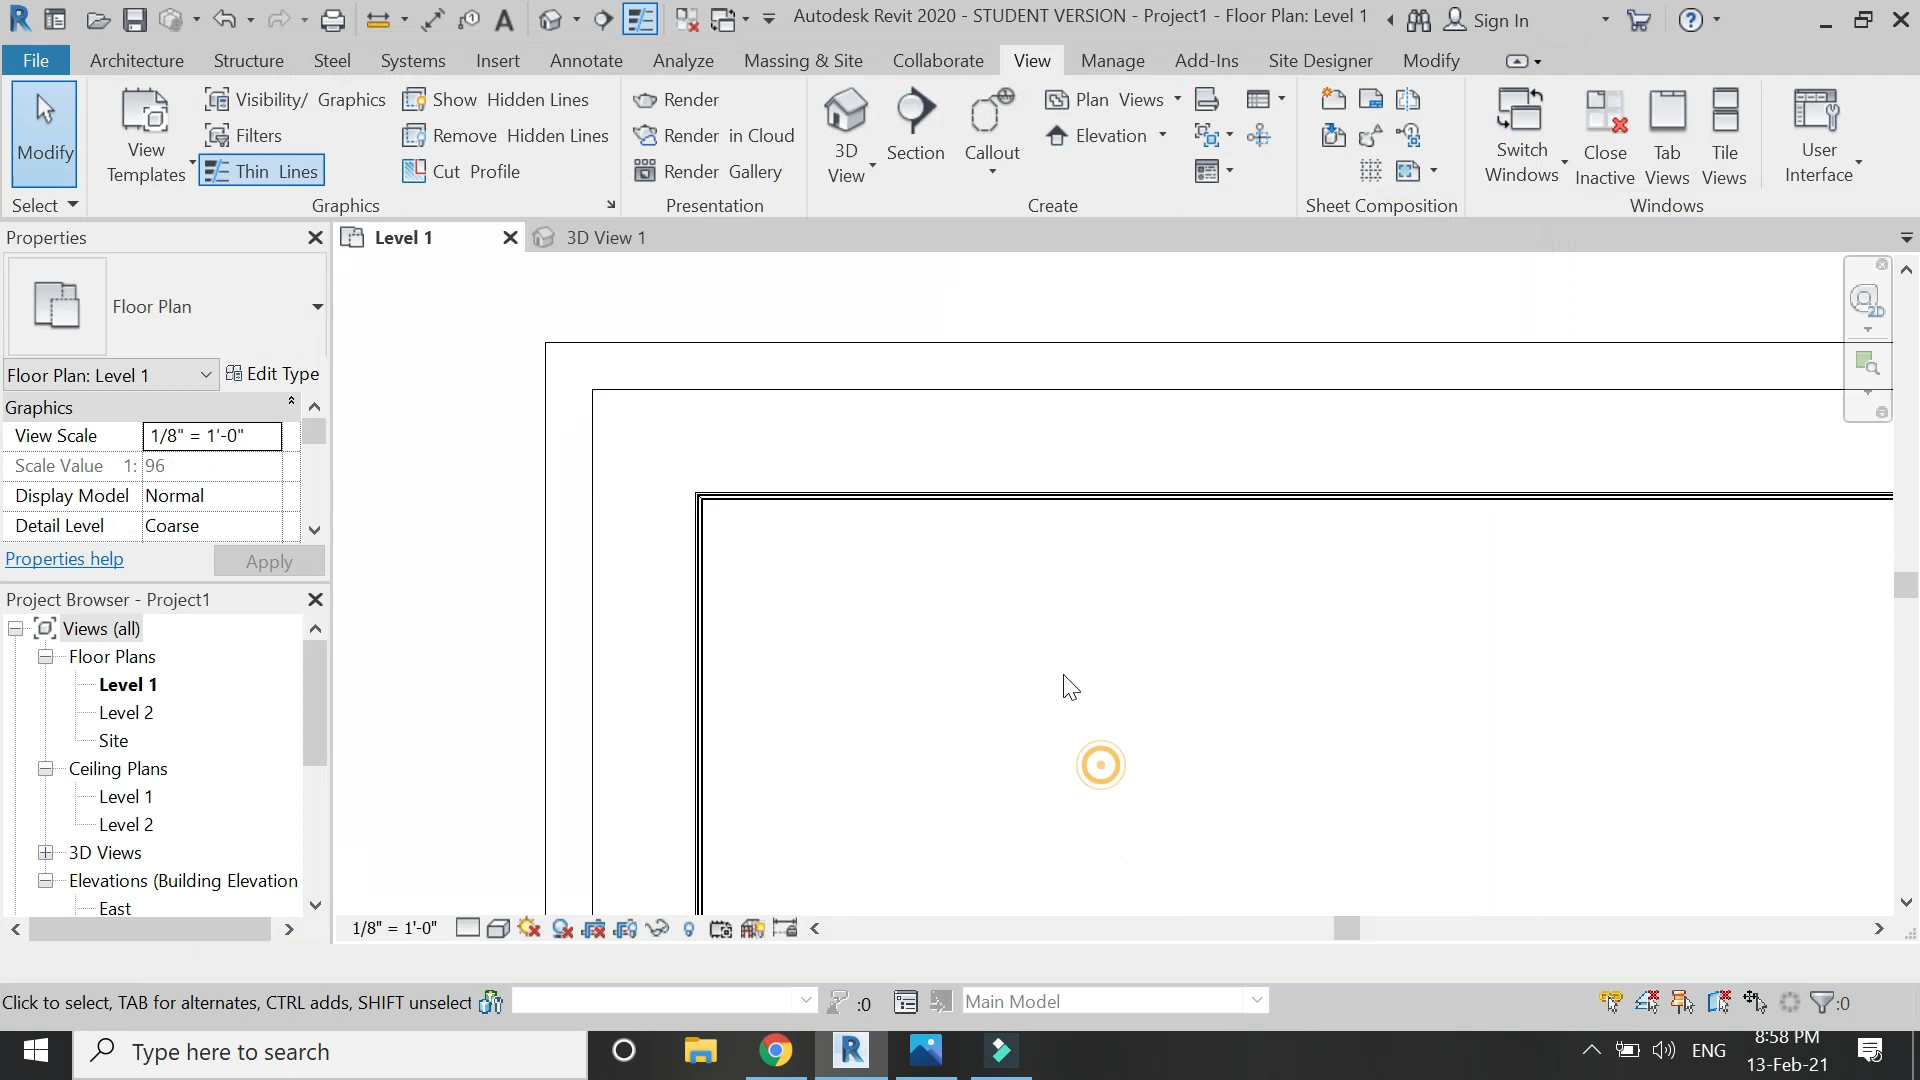 Autodesk Revit 2020 - STUDENT VERSION - Project1 - Floor Plan: Level 1
Sign In
File Architecture Structure Steel Systems Insert Annotate Analyze Massing & Site Collaborate View Manage Add-Ins Site Designer Modify
Modify
Select
View Templates
Visibility/ Graphics
Filters
Thin Lines
Show Hidden Lines
Remove Hidden Lines
Cut Profile
Graphics
Render
Render in Cloud
Render Gallery
Presentation
3D View
Section
Callout
Plan Views
Elevation
Create
Sheet Composition
Switch Windows
Close Inactive
Tab Views
Tile Views
Windows
User Interface
Properties
Level 1
3D View 1
Floor Plan
Floor Plan: Level 1
Edit Type
Graphics
View Scale 1/8" = 1'-0"
Scale Value 1: 96
Display Model Normal
Detail Level Coarse
Properties help
Apply
Project Browser - Project1
Views (all)
Floor Plans
Level 1
Level 2
Site
Ceiling Plans
Level 1
Level 2
3D Views
Elevations (Building Elevation
East
2D
1/8" = 1'-0"
Click to select, TAB for alternates, CTRL adds, SHIFT unselect
:0
Main Model
:0
Type here to search
ENG
8:58 PM
13-Feb-21